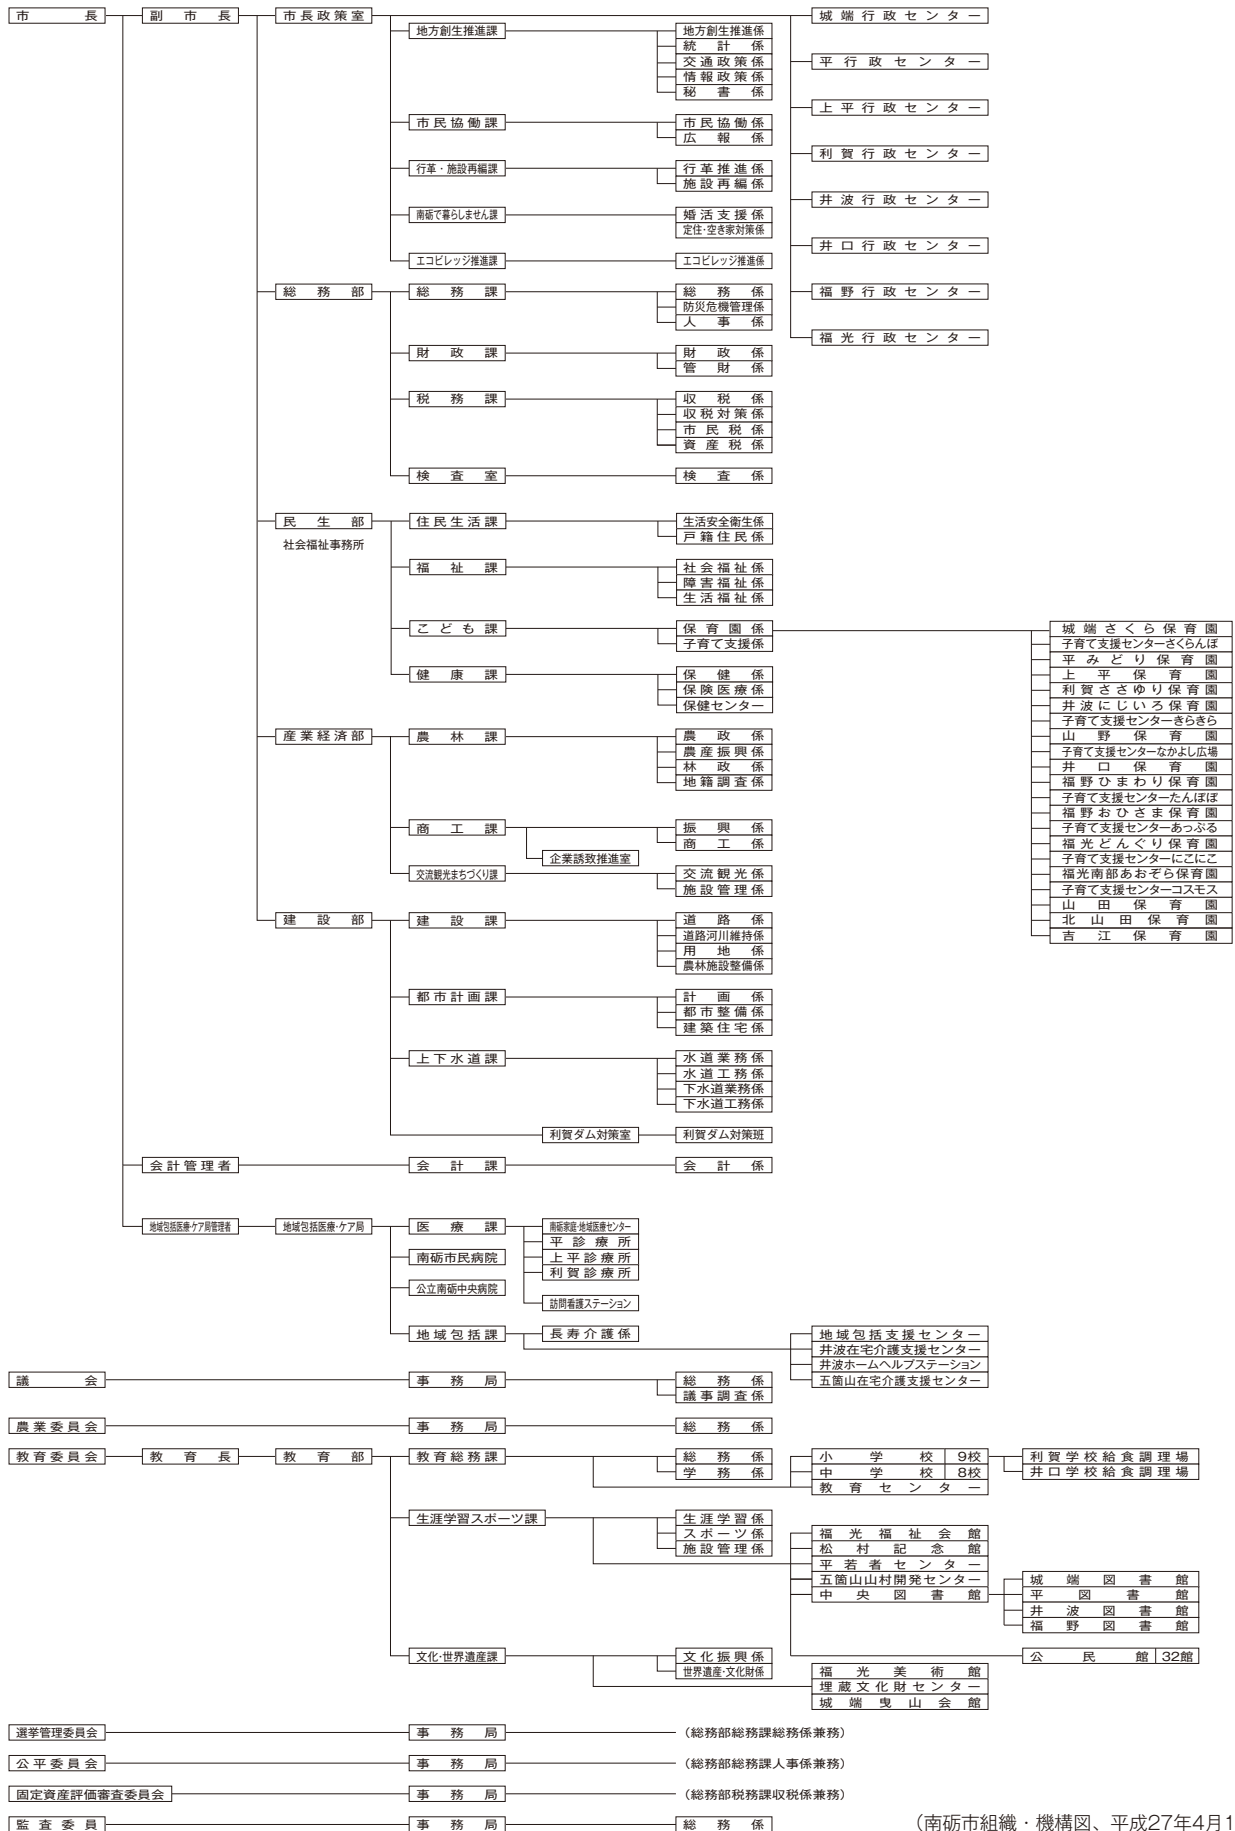 市長 副市長 市長政策室 城端行政センター
地方創生推進課 地方創生推進係
統計係
交通政策係 平行政センター
情報政策係
秘書係
上平行政センター
市民協働課 市民協働係
広報係
利賀行政センター
行革・施設再編課 行革推進係
施設再編係
井波行政センター
南砺で暮らしません課 婚活支援係
定住・空き家対策係
井口行政センター
エコビレッジ推進課 エコビレッジ推進係
総務部 総務課 総務係 福野行政センター
防災危機管理係
人事係
福光行政センター
財政課 財政係
管財係
税務課 収税係
収税対策係
市民税係
資産税係
検査室 検査係
民生部 住民生活課 生活安全衛生係
戸籍住民係
社会福祉事務所
福祉課 社会福祉係
障害福祉係
生活福祉係
こども課 保育園係 城端さくら保育園
子育て支援係 子育て支援センターさくらんぼ
平みどり保育園
健康課 保健係 上平保育園
保険医療係 利賀ささゆり保育園
保健センター 井波にじいろ保育園
子育て支援センターきらきら
産業経済部 農林課 農政係 山野保育園
農産振興係 子育て支援センターなかよし広場
林政係 井口保育園
地籍調査係 福野ひまわり保育園
子育て支援センターたんぽぽ
福野おひさま保育園
商工課 振興係 子育て支援センターあっぷる
商工係 福光どんぐり保育園
企業誘致推進室 子育て支援センターにこにこ
交流観光まちづくり課 交流観光係 福光南部あおぞら保育園
施設管理係 子育て支援センターコスモス
山田保育園
建設部 建設課 道路係 北山田保育園
道路河川維持係 吉江保育園
用地係
農林施設整備係
都市計画課 計画係
都市整備係
建築住宅係
上下水道課 水道業務係
水道工務係
下水道業務係
下水道工務係
利賀ダム対策室 利賀ダム対策班
会計管理者 会計課 会計係
地域包括医療・ケア局管理者 地域包括医療・ケア局 医療課 南砺家庭・地域医療センター
平診療所
南砺市民病院 上平診療所
利賀診療所
公立南砺中央病院
訪問看護ステーション
地域包括課 長寿介護係 地域包括支援センター
井波在宅介護支援センター
井波ホームヘルプステーション
議会 事務局 総務係 五箇山在宅介護支援センター
議事調査係
農業委員会 事務局 総務係
教育委員会 教育長 教育部 教育総務課 総務係 小学校 9校 利賀学校給食調理場
学務係 中学校 8校 井口学校給食調理場
教育センター
生涯学習スポーツ課 生涯学習係
スポーツ係 福光福祉会館
施設管理係 松村記念館
平若者センター
五箇山山村開発センター 城端図書館
中央図書館 平図書館
井波図書館
福野図書館
文化・世界遺産課 文化振興係 公民館 32館
世界遺産・文化財係 福光美術館
埋蔵文化財センター
城端曳山会館
選挙管理委員会 事務局 (総務部総務課総務係兼務)
公平委員会 事務局 (総務部総務課人事係兼務)
固定資産評価審査委員会 事務局 (総務部税務課収税係兼務)
監査委員 事務局 総務係 (南砺市組織・機構図、平成27年4月1